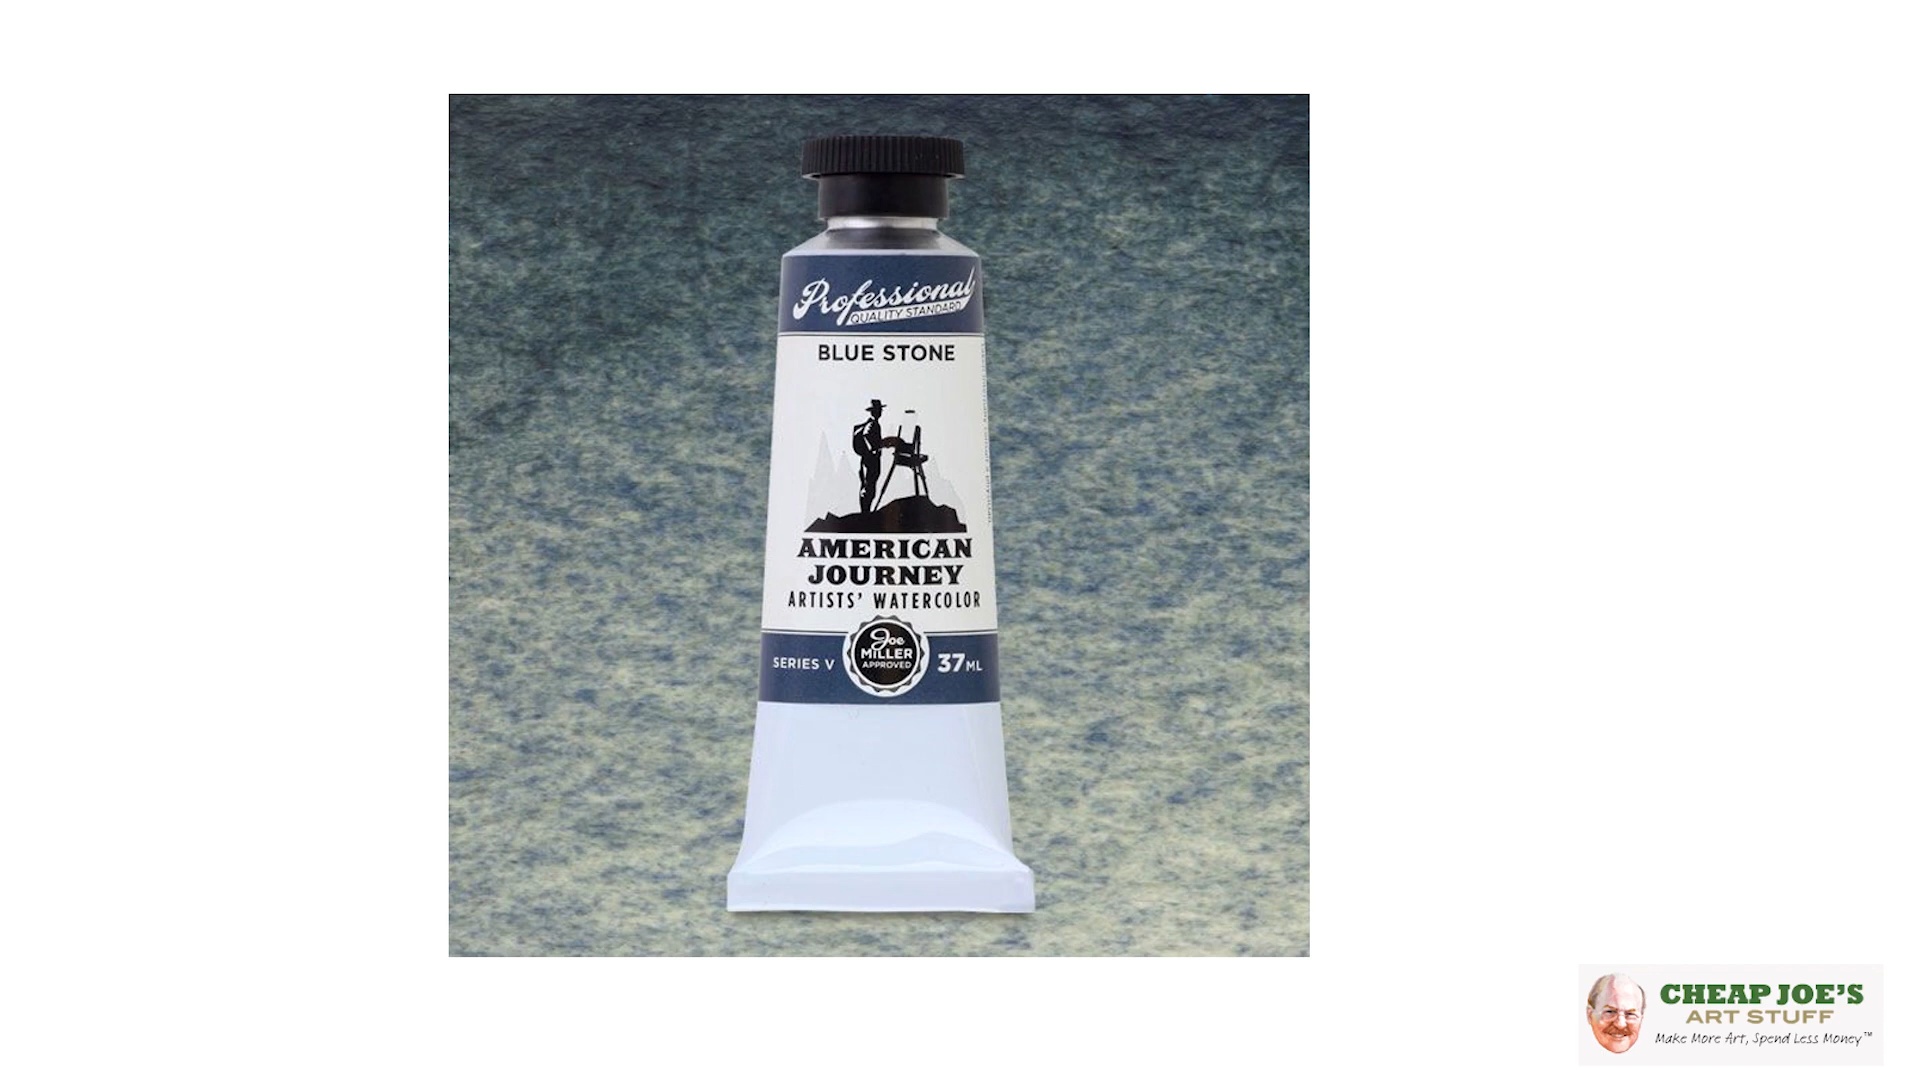 Professional
QUALITY STANDARD
BLUE STONE
AMERICAN
JOURNEY
ARTISTS' WATERCOLOR
Joe
MILLER
APPROVED
SERIES V
37ML
CHEAP JOE'S
ART STUFF
Make More Art, Spend Less Money™